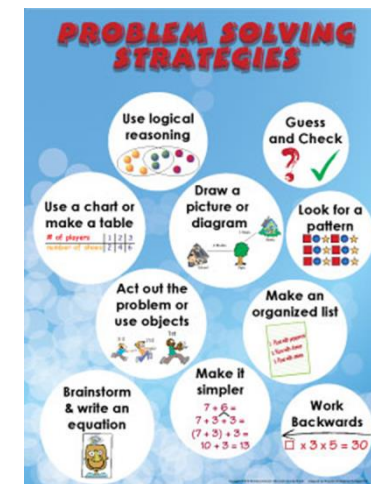 PROBLEM SOLVING
STRATEGIES
Use logical
reasoning
Guess
and Check
?
Use a chart or
make a table
# of players 1 2 3
number of shoes 2 4 6
Draw a
picture or
diagram
Look for a
pattern
Act out the
problem or
use objects
Make an
organized list
Brainstorm
& write an
equation
Make it
simpler
7 + 6 =
7 + 3 + 3 =
(7 + 3) + 3 =
10 + 3 = 13
Work
Backwards
□ x 3 x 5 = 30